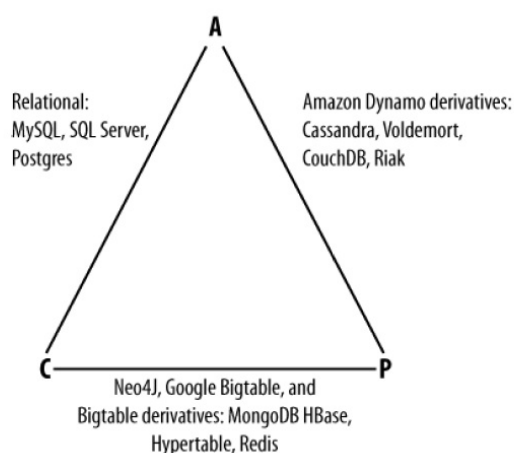 A
Relational:
MySQL, SQL Server,
Postgres
Amazon Dynamo derivatives:
Cassandra, Voldemort,
CouchDB, Riak
C
P
Neo4J, Google Bigtable, and
Bigtable derivatives: MongoDB HBase,
Hypertable, Redis